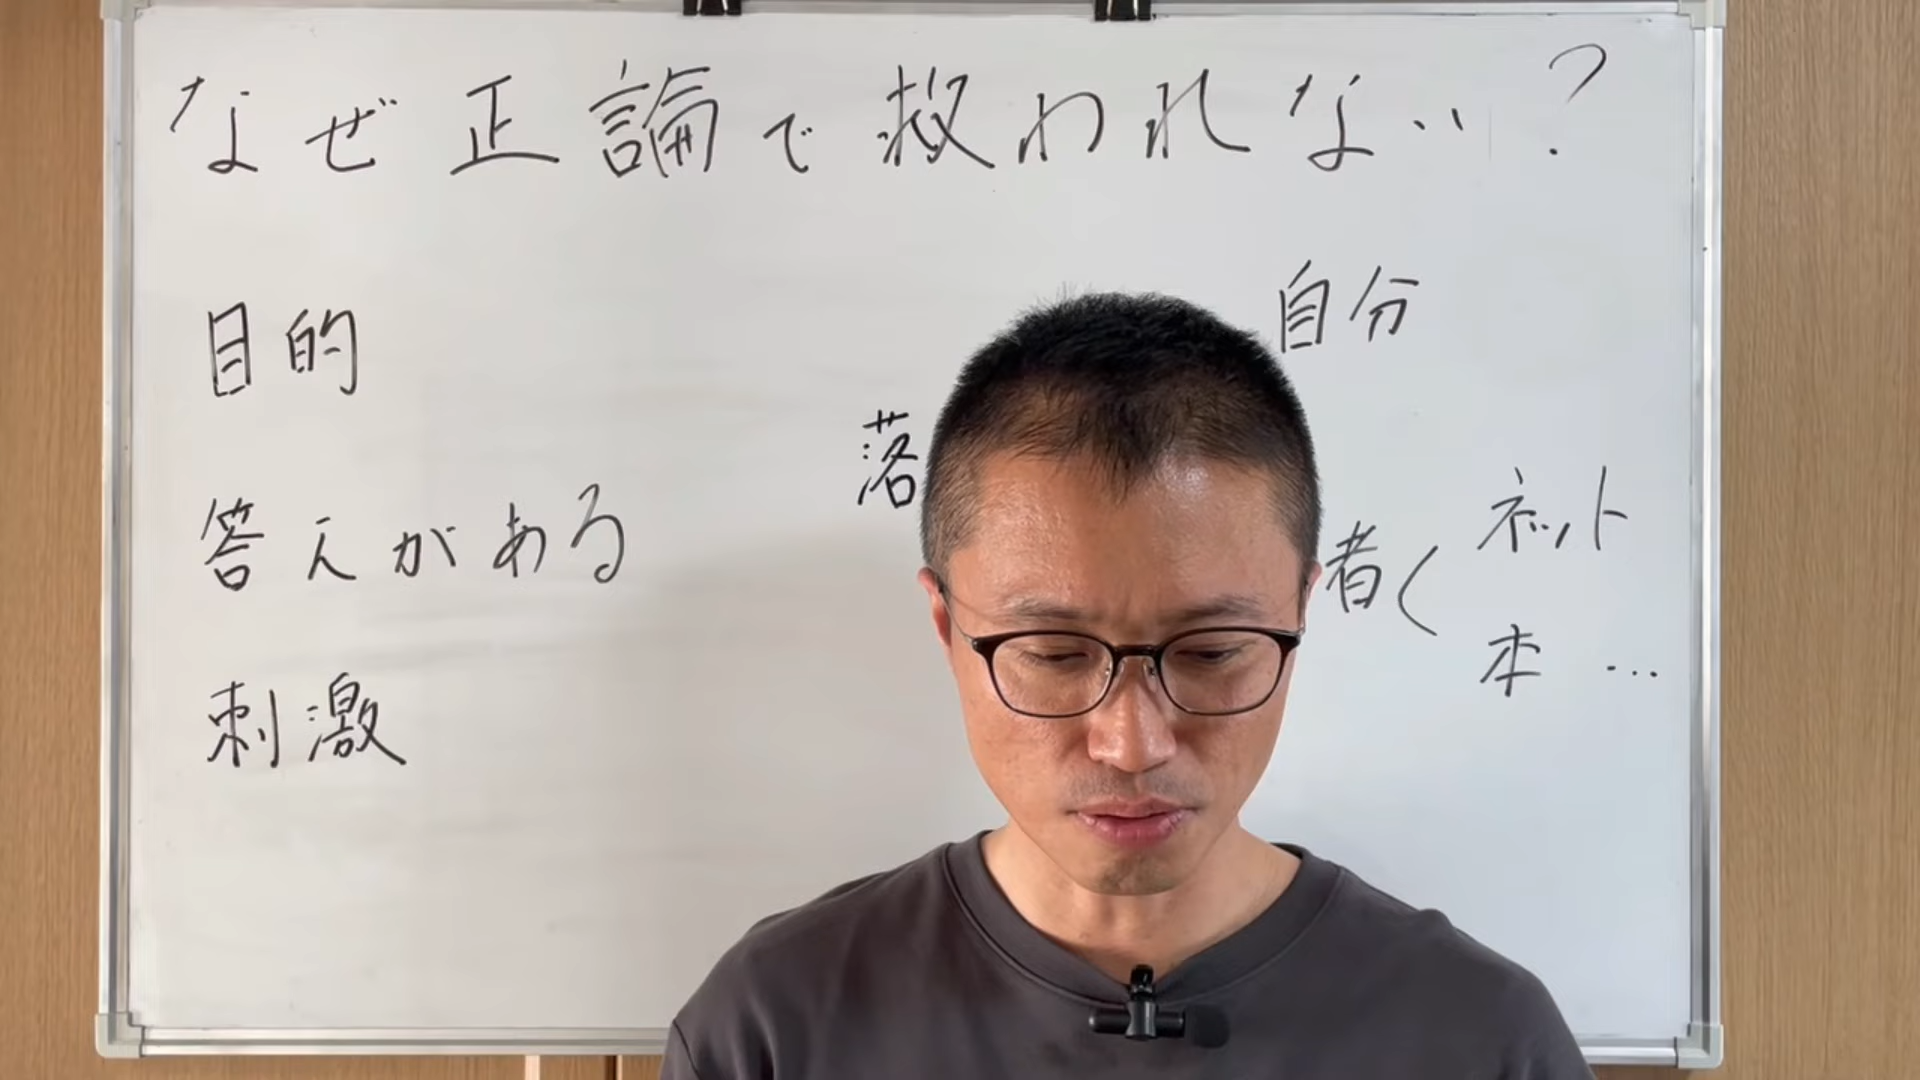 なぜ正論で救われない?
目的
答えがある
刺激
落
自分
者く
ネット
本 …